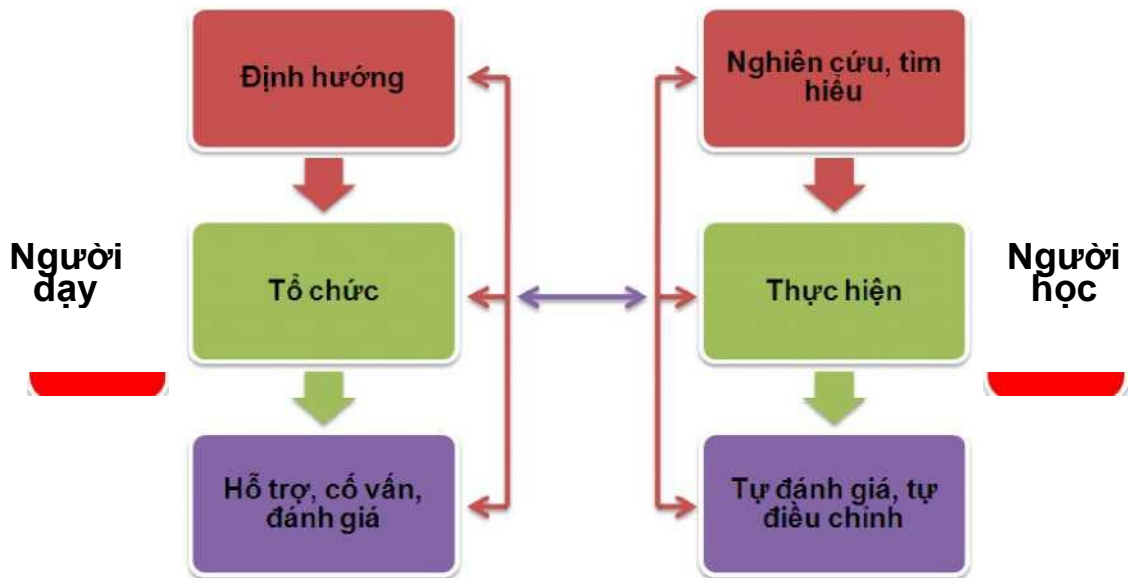 Định hướng
Nghiên cứu, tìm
hiểu
Người
dạy
Tổ chức
Thực hiện
Người
học
Hỗ trợ, cố vấn,
đánh giá
Tự đánh giá, tự
điều chỉnh